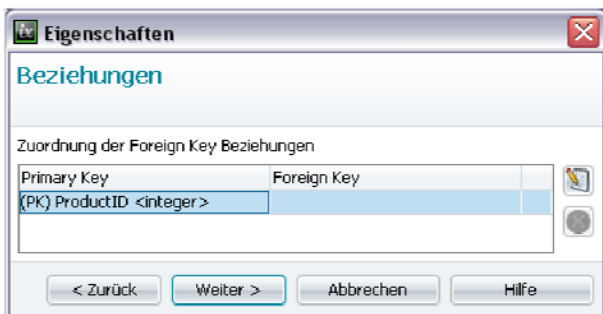 Eigenschaften
Beziehungen
Zuordnung der Foreign Key Beziehungen
Primary Key Foreign Key
(PK) ProductID <integer>
< Zurück Weiter > Abbrechen Hilfe